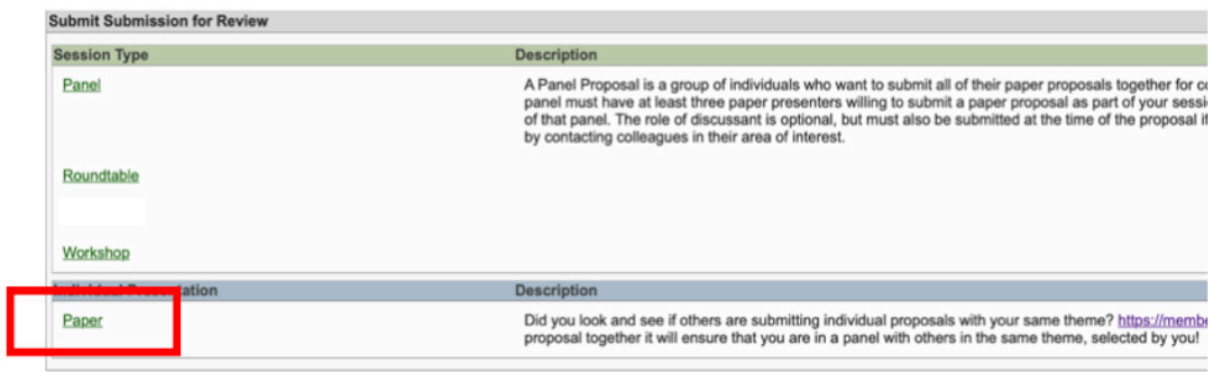 Submit Submission for Review
Session Type Description
Panel A Panel Proposal is a group of individuals who want to submit all of their paper proposals together for
panel must have at least three paper presenters willing to submit a paper proposal as part of your
of that panel. The role of discussant is optional, but must also be submitted at the time of the proposal
by contacting colleagues in their area of interest.
Roundtable
Workshop
Individual Presentation Description
Paper Did you look and see if others are submitting individual proposals with your same theme? https://membe
proposal together it will ensure that you are in a panel with others in the same theme, selected by you!